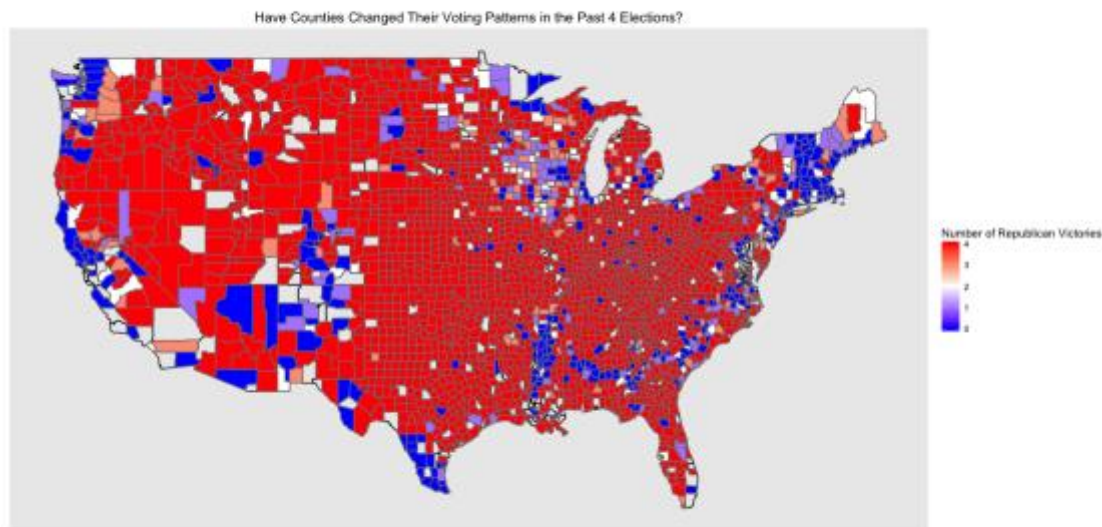 Have Counties Changed Their Voting Patterns in the Past 4 Elections?
Number of Republican Victories
4
3
2
1
0